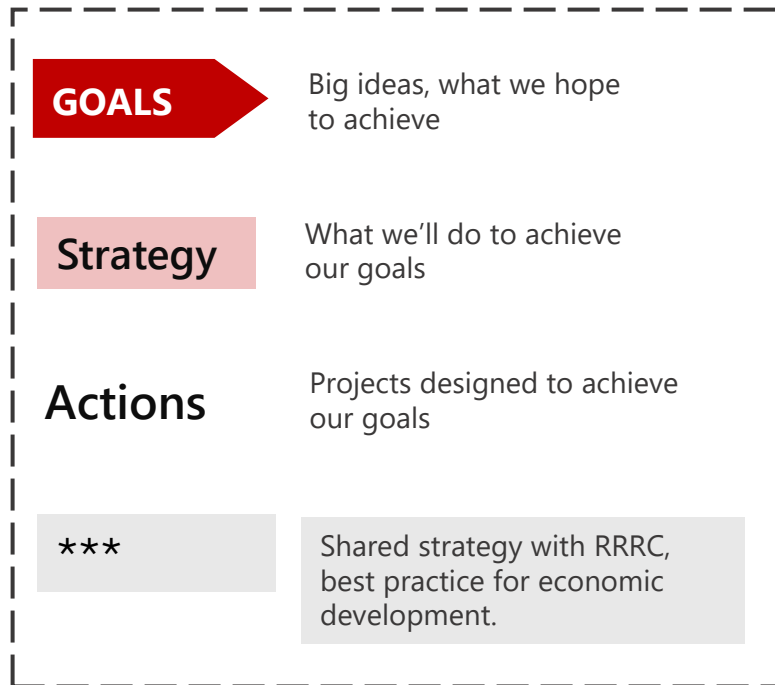 GOALS
Big ideas, what we hope
to achieve
Strategy
What we’ll do to achieve
our goals
Actions
Projects designed to achieve
our goals
***
Shared strategy with RRRC,
best practice for economic
development.